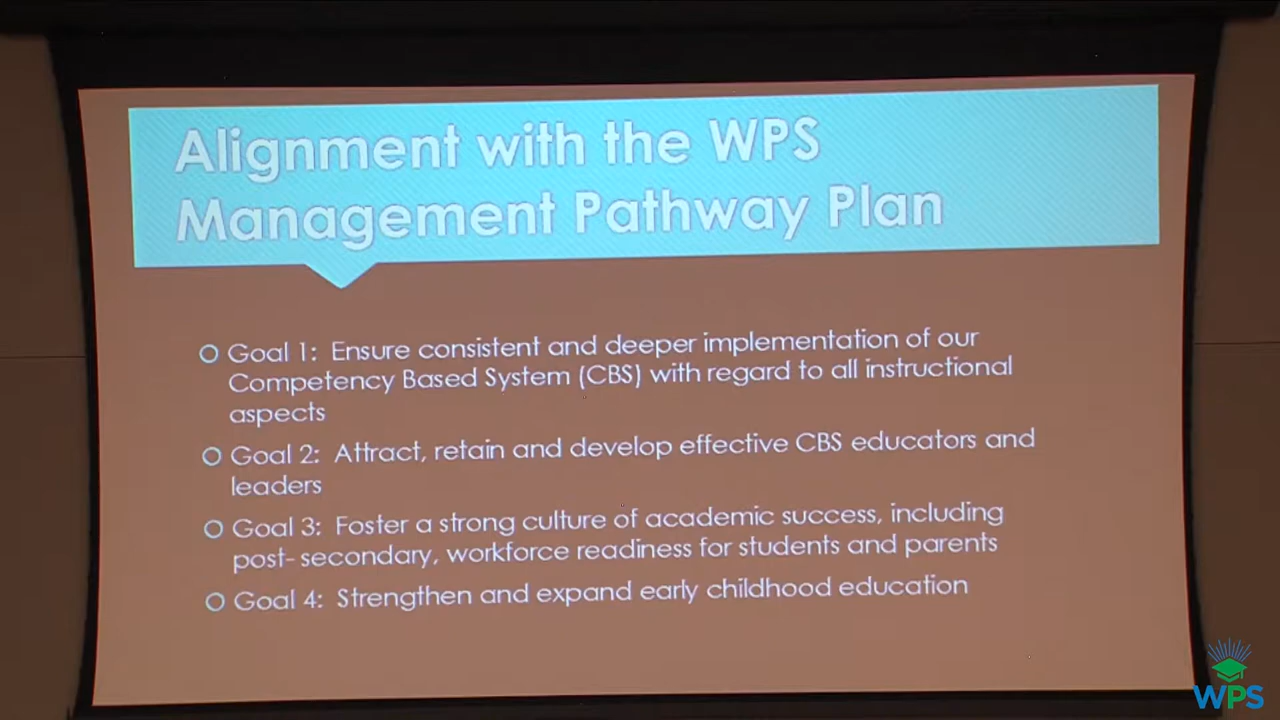 Alignment with the WPS
Management Pathway Plan
Goal 1: Ensure consistent and deeper implementation of our
Competency Based System (CBS) with regard to all instructional
aspects
Goal 2: Attract, retain and develop effective CBS educators and
leaders
Goal 3: Foster a strong culture of academic success, including
post- secondary, workforce readiness for students and parents
Goal 4: Strengthen and expand early childhood education
WPS